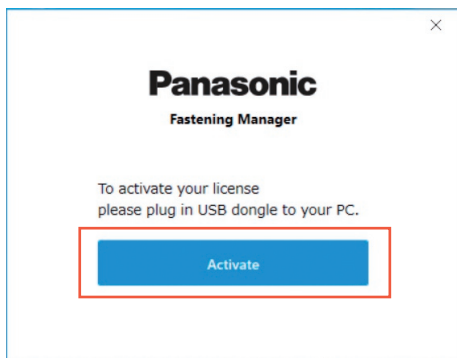 Panasonic
Fastening Manager
To activate your license
please plug in USB dongle to your PC.
Activate